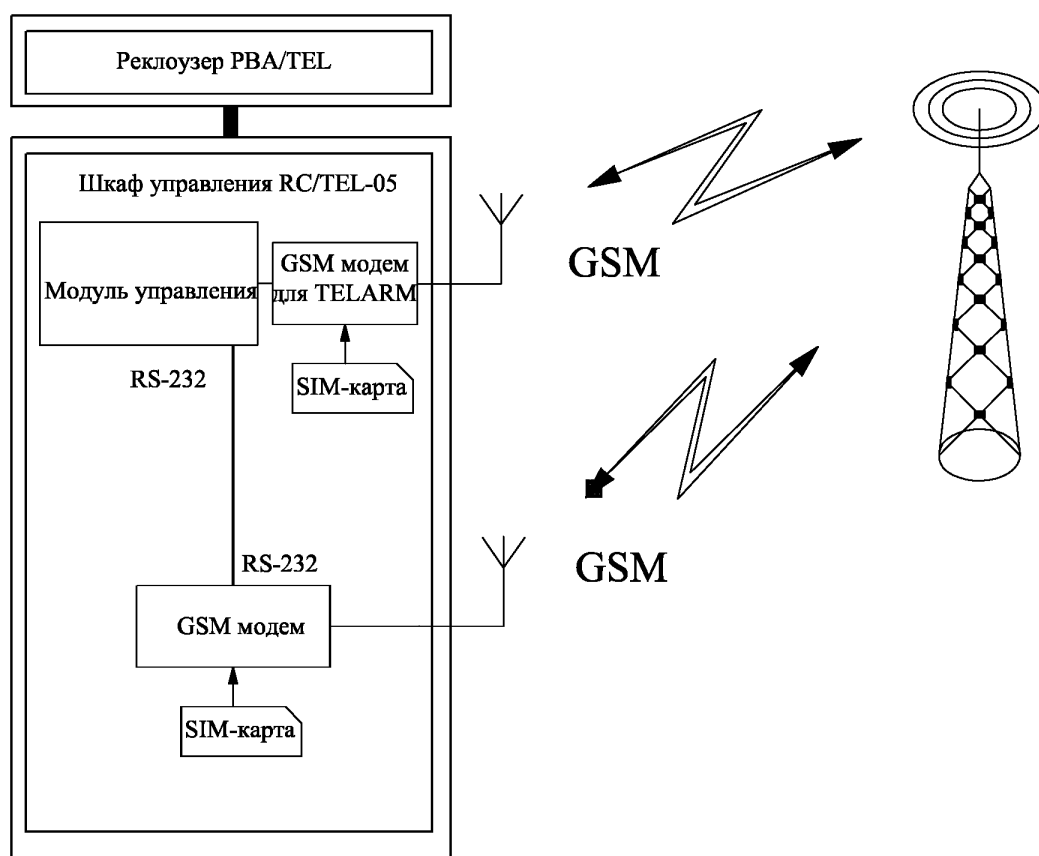 Реклоузер РВА/TEL
Шкаф управления RC/TEL-05
Модуль управления
GSM модем
для TELARM
SIM-карта
RS-232
GSM
RS-232
GSM модем
SIM-карта
GSM